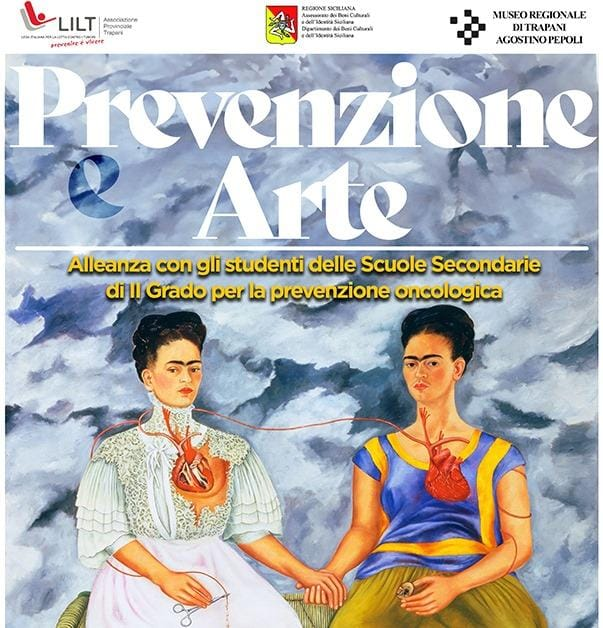 LILT
LEGA ITALIANA PER LA LOTTA CONTRO I TUMORI
prevenire è vivere
Associazione
Provinciale
Trapani
REGIONE SICILIANA
Assessorato dei Beni Culturali
e dell'Identità Siciliana
Dipartimento dei Beni Culturali
e dell'Identità Siciliana
MUSEO REGIONALE
DI TRAPANI
AGOSTINO PEPOLI
Prevenzione
e Arte
Alleanza con gli studenti delle Scuole Secondarie
di II Grado per la prevenzione oncologica